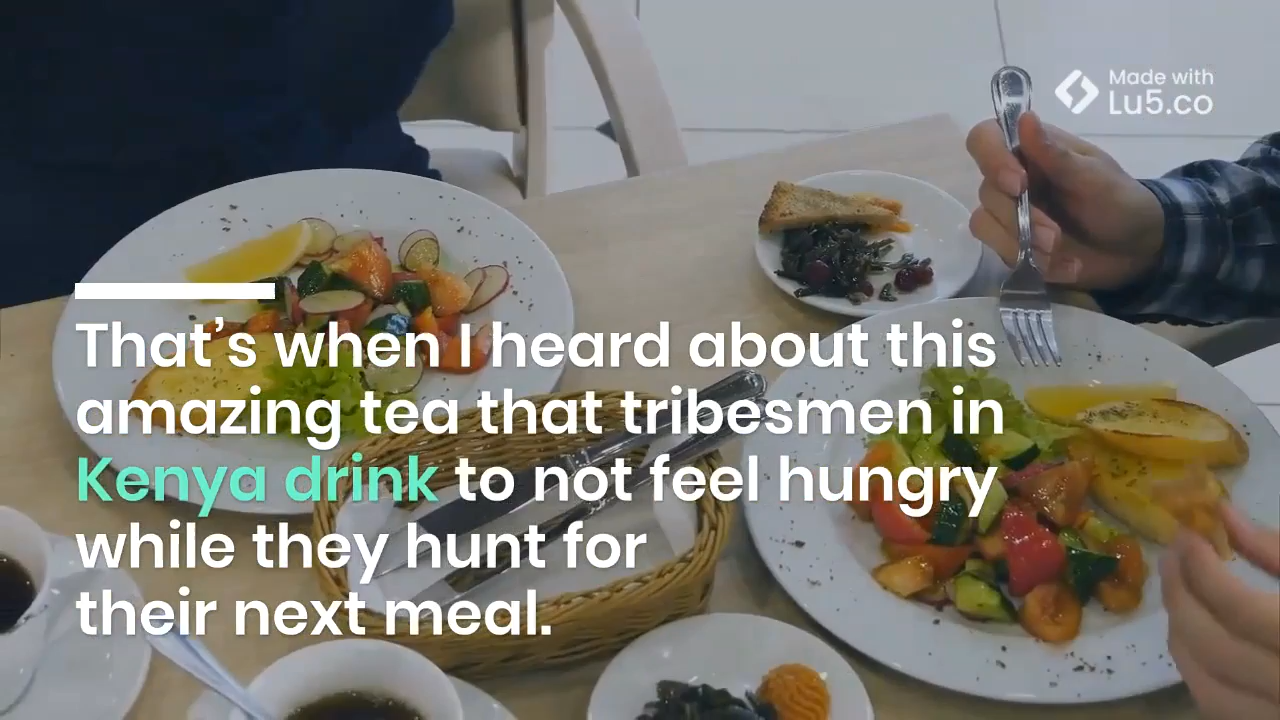 Made with
Lu5.co
That’s when I heard about this
amazing tea that tribesmen in
Kenya drink to not feel hungry
while they hunt for
their next meal.